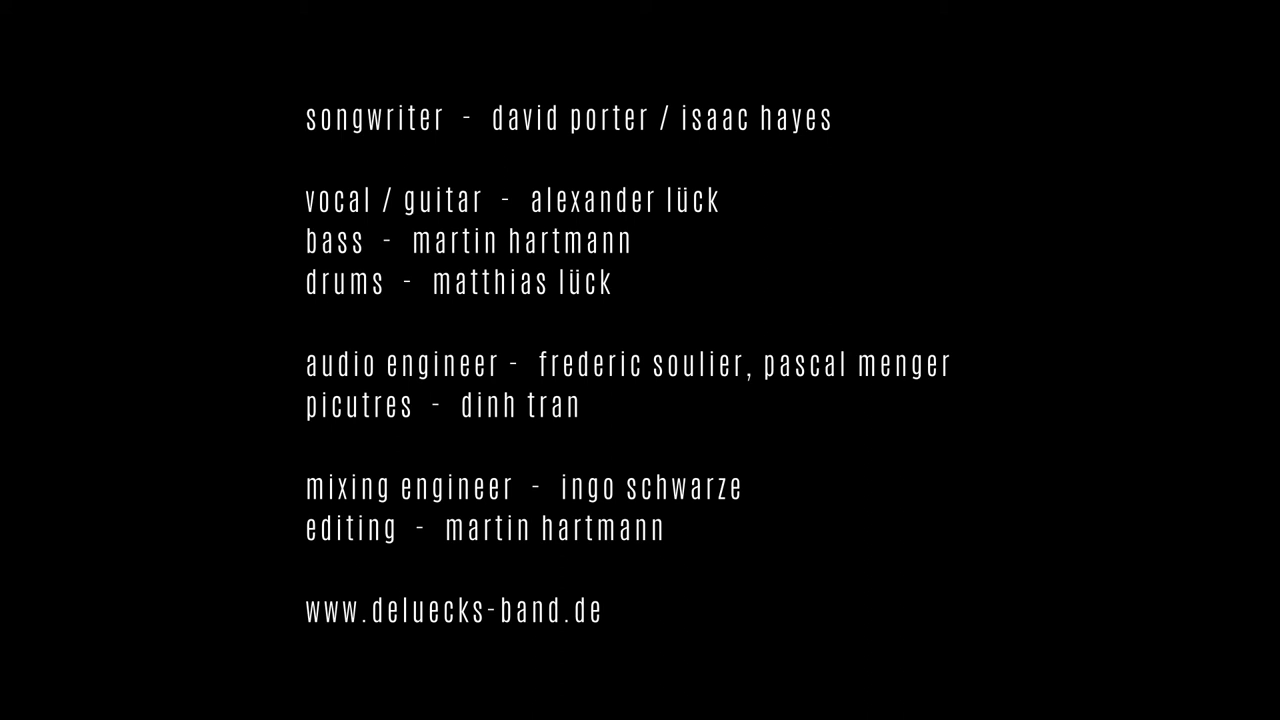 songwriter - david porter / isaac hayes
vocal / guitar - alexander lück
bass - martin hartmann
drums - matthias lück
audio engineer - frederic soulier, pascal menger
picutres - dinh tran
mixing engineer - ingo schwarze
editing - martin hartmann
www.deluecks-band.de